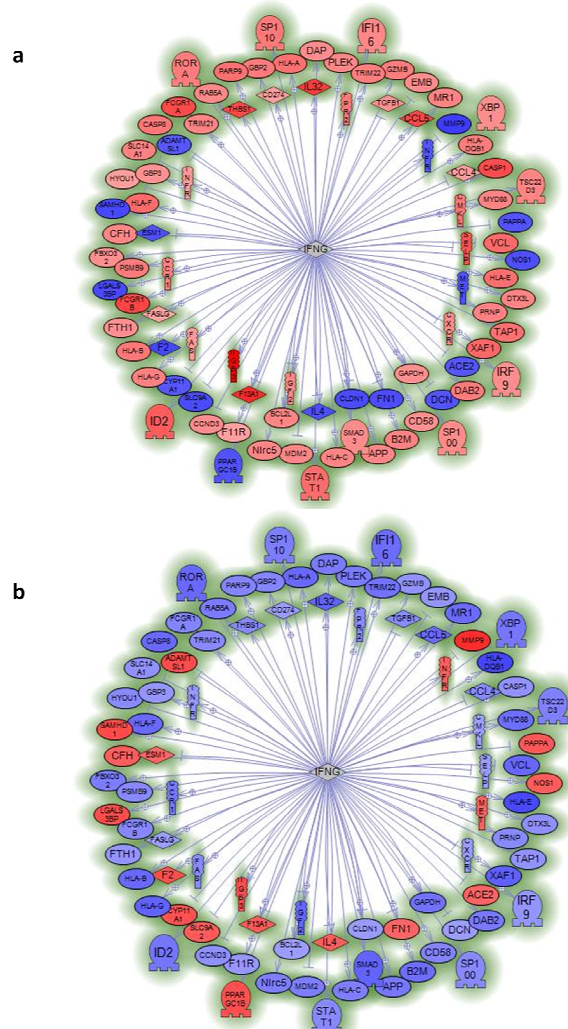 a
SP1
10
DAP
IFI1
6
PARP9
GBP2
HLA-A
PLEK
TRIM22
GZMB
EMB
ROR
A
RAB5A
THBS1
CD274
IL32
TGFB1
CCL5
MR1
XBP
1
FCGR1
A
TRIM21
MMP9
HLA-
DQB1
CASP8
ADAMT
SL1
CCL4
CASP1
SLC14
A1
GBP3
MYD88
TSC22
D3
HYOU1
HLA-F
SAMHD
1
PAPPA
CFH
ESM1
IFNG
VCL
NOS1
FBXO3
2
PSMB9
HLA-E
LGALS
3BP
FCGR1
B
FASLG
DTX3L
PRNP
FTH1
F2
TAP1
HLA-B
XAF1
HLA-G
CYP11
A1
GAPDH
ACE2
IRF
9
SLC9A
2
F13A1
IL4
CLDN1
FN1
DCN
DAB2
ID2
CCND3
F11R
BCL2L
1
SMAD
3
CD58
SP1
00
PPAR
GC1B
NIrc5
MDM2
HLA-C
APP
B2M
STA
T1
b
SP1
10
DAP
IFI1
6
PARP9
GBP2
HLA-A
PLEK
TRIM22
GZMB
EMB
ROR
A
RAB5A
THBS1
CD274
IL32
TGFB1
CCL5
MR1
XBP
1
FCGR1
A
TRIM21
MMP9
HLA-
DQB1
CASP8
ADAMT
SL1
CCL4
CASP1
SLC14
A1
GBP3
MYD88
TSC22
D3
HYOU1
HLA-F
SAMHD
1
PAPPA
CFH
ESM1
IFNG
VCL
NOS1
FBXO3
2
PSMB9
HLA-E
LGALS
3BP
FCGR1
B
FASLG
DTX3L
PRNP
FTH1
F2
TAP1
HLA-B
XAF1
HLA-G
CYP11
A1
GAPDH
ACE2
IRF
9
SLC9A
2
F13A1
IL4
CLDN1
FN1
DCN
DAB2
ID2
CCND3
F11R
BCL2L
1
SMAD
3
CD58
SP1
00
PPAR
GC1B
NIrc5
MDM2
HLA-C
APP
B2M
STA
T1